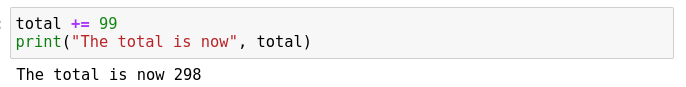 total += 99
print("The total is now", total)
The total is now 298